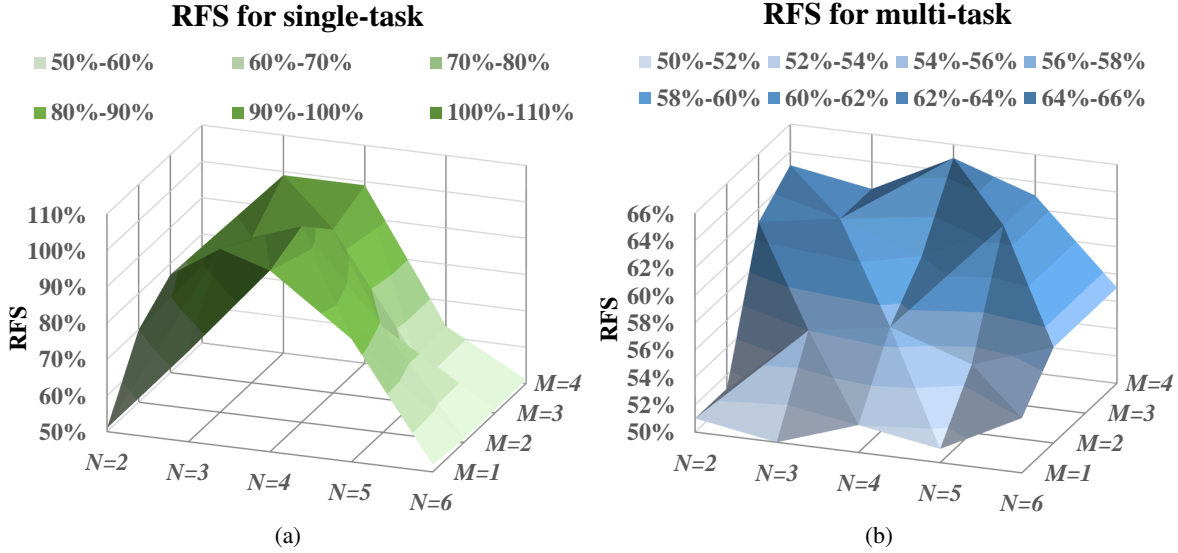 RFS for single-task
50%-60% 60%-70% 70%-80%
80%-90% 90%-100% 100%-110%
110%
100%
90%
80%
70%
60%
50%
RFS
N=2
N=3
N=4
N=5
N=6
M=1
M=2
M=3
M=4
(a)
RFS for multi-task
50%-52% 52%-54% 54%-56% 56%-58%
58%-60% 60%-62% 62%-64% 64%-66%
66%
64%
62%
60%
58%
56%
54%
52%
50%
RFS
N=2
N=3
N=4
N=5
N=6
M=1
M=2
M=3
M=4
(b)